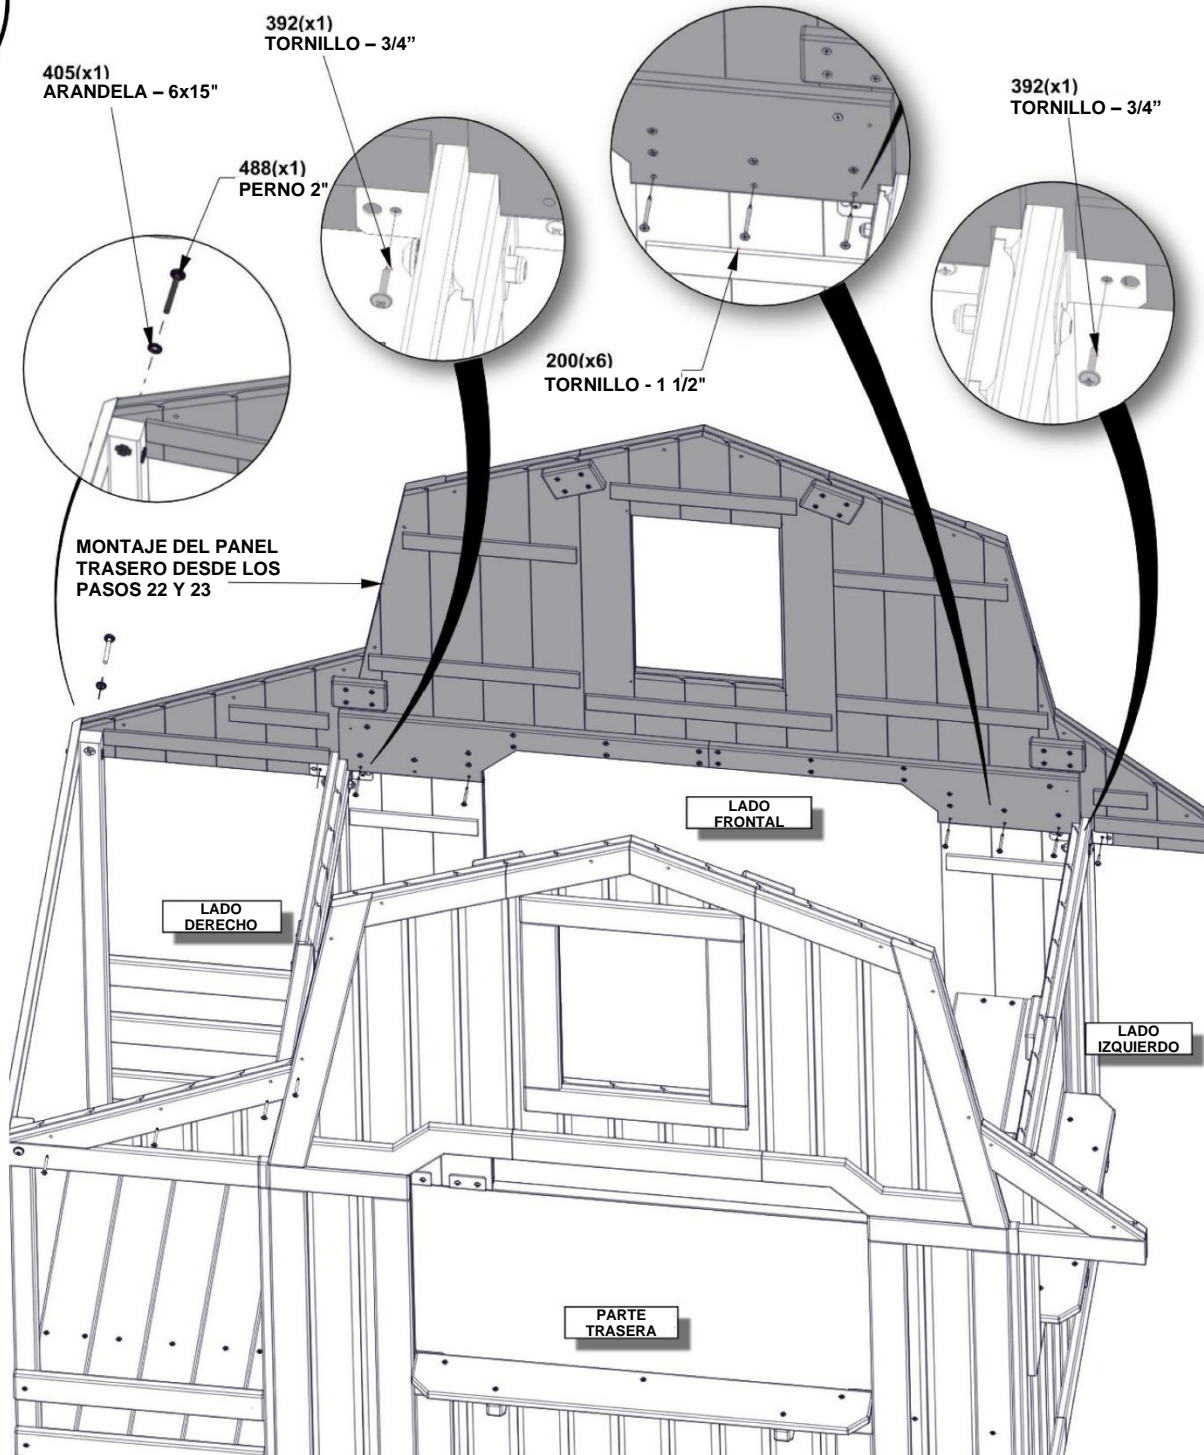 392(x1)
TORNILLO – 3/4”
405(x1)
ARANDELA – 6x15"
488(x1)
PERNO 2"
392(x1)
TORNILLO – 3/4”
200(x6)
TORNILLO - 1 1/2"
MONTAJE DEL PANEL
TRASERO DESDE LOS
PASOS 22 Y 23
LADO
FRONTAL
LADO
DERECHO
LADO
IZQUIERDO
PARTE
TRASERA